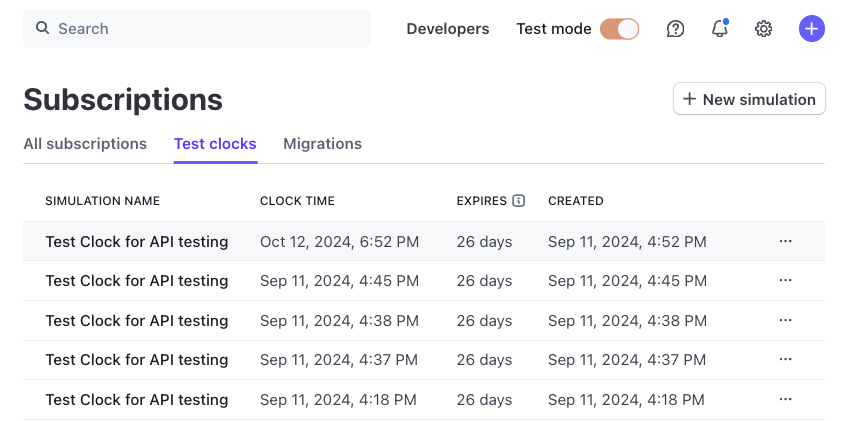 Search Developers Test mode
Subscriptions + New simulation
All subscriptions Test clocks Migrations
SIMULATION NAME CLOCK TIME EXPIRES CREATED
Test Clock for API testing Oct 12, 2024, 6:52 PM 26 days Sep 11, 2024, 4:52 PM ...
Test Clock for API testing Sep 11, 2024, 4:45 PM 26 days Sep 11, 2024, 4:45 PM ...
Test Clock for API testing Sep 11, 2024, 4:38 PM 26 days Sep 11, 2024, 4:38 PM ...
Test Clock for API testing Sep 11, 2024, 4:37 PM 26 days Sep 11, 2024, 4:37 PM ...
Test Clock for API testing Sep 11, 2024, 4:18 PM 26 days Sep 11, 2024, 4:18 PM ...